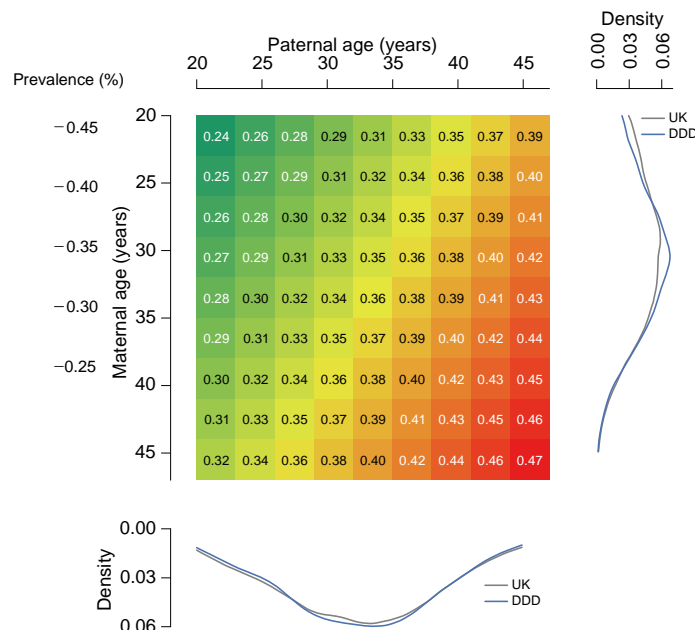 Density
0.00 0.03 0.06
Paternal age (years)
20 25 30 35 40 45
Prevalence (%)
−0.45
−0.40
−0.35
−0.30
−0.25
Maternal age (years)
20
25
30
35
40
45
0.24 0.26 0.28 0.29 0.31 0.33 0.35 0.37 0.39
0.25 0.27 0.29 0.31 0.32 0.34 0.36 0.38 0.40
0.26 0.28 0.30 0.32 0.34 0.35 0.37 0.39 0.41
0.27 0.29 0.31 0.33 0.35 0.36 0.38 0.40 0.42
0.28 0.30 0.32 0.34 0.36 0.38 0.39 0.41 0.43
0.29 0.31 0.33 0.35 0.37 0.39 0.40 0.42 0.44
0.30 0.32 0.34 0.36 0.38 0.40 0.42 0.43 0.45
0.31 0.33 0.35 0.37 0.39 0.41 0.43 0.45 0.46
0.32 0.34 0.36 0.38 0.40 0.42 0.44 0.46 0.47
UK
DDD
Density
0.00
0.03
0.06
UK
DDD